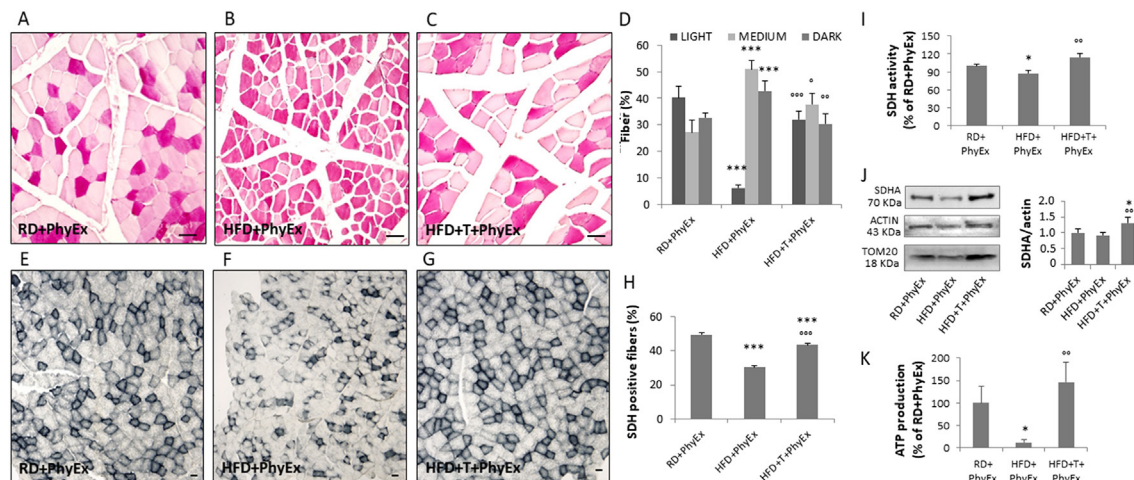 A
B
C
RD+PhyEx
HFD+PhyEx
HFD+T+PhyEx
D
LIGHT MEDIUM DARK
Fiber (%)
60
50
40
30
20
10
0
***
***
***
°°°
°
°°
RD+PhyEx
HFD+PhyEx
HFD+T+PhyEx
E
F
G
RD+PhyEx
HFD+PhyEx
HFD+T+PhyEx
H
SDH positive fibers (%)
80
60
40
20
0
***
***
°°°
RD+PhyEx
HFD+PhyEx
HFD+T+PhyEx
I
SDH activity
(% of RD+PhyEx)
150
120
90
60
30
0
*
°°
RD+
PhyEx
HFD+
PhyEx
HFD+T+
PhyEx
J
SDHA
70 KDa
ACTIN
43 KDa
TOM20
18 KDa
RD+PhyEx
HFD+PhyEx
HFD+T+PhyEx
SDHA/actin
2.0
1.5
1.0
0.5
0
*
°°
RD+PhyEx
HFD+PhyEx
HFD+T+PhyEx
K
ATP production
(% of RD+PhyEx)
200
150
100
50
0
*
°°
RD+
PhyEx
HFD+
PhyEx
HFD+T+
PhyEx